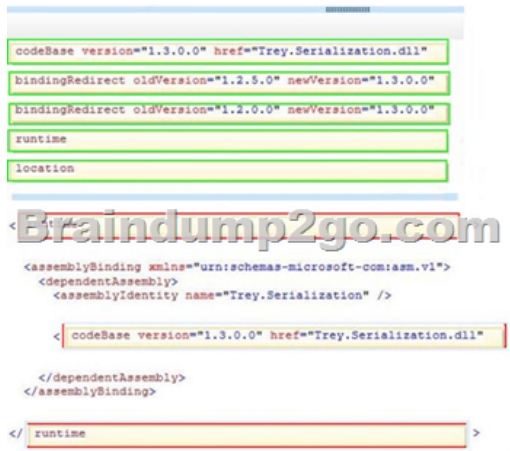 codeBase version="1.3.0.0" href="Trey.Serialization.dll"
bindingRedirect oldVersion="1.2.5.0" newVersion="1.3.0.0"
bindingRedirect oldVersion="1.2.0.0" newVersion="1.3.0.0"
runtime
location
Braindump2go.com
<
<assemblyBinding xmlns="urn:schemas-microsoft-com:asm.v1">
<dependentAssembly>
<assemblyIdentity name="Trey.Serialization" />
< codeBase version="1.3.0.0" href="Trey.Serialization.dll"
</dependentAssembly>
</assemblyBinding>
</ runtime >